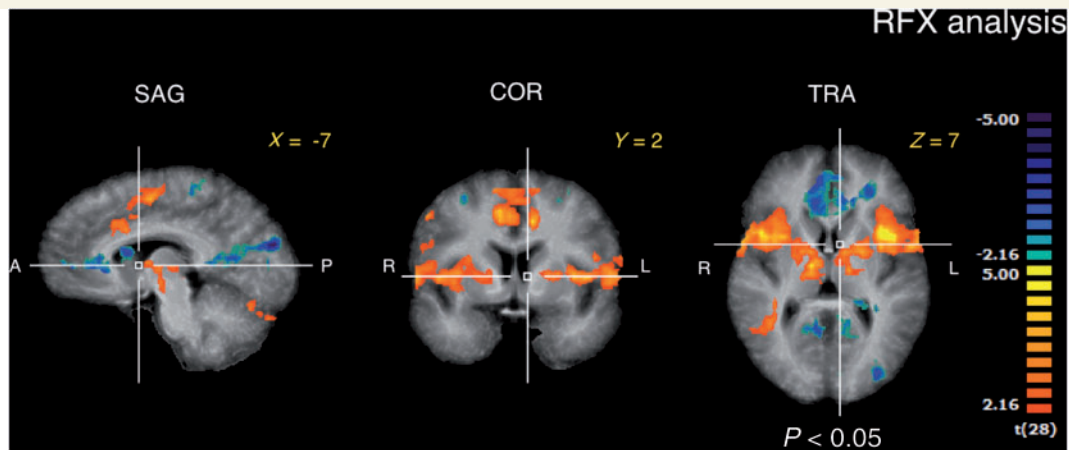 RFX analysis
SAG
COR
TRA
X = -7
Y = 2
Z = 7
-5.00
A
P
R
L
R
L
-2.16
5.00
2.16
t(28)
P < 0.05